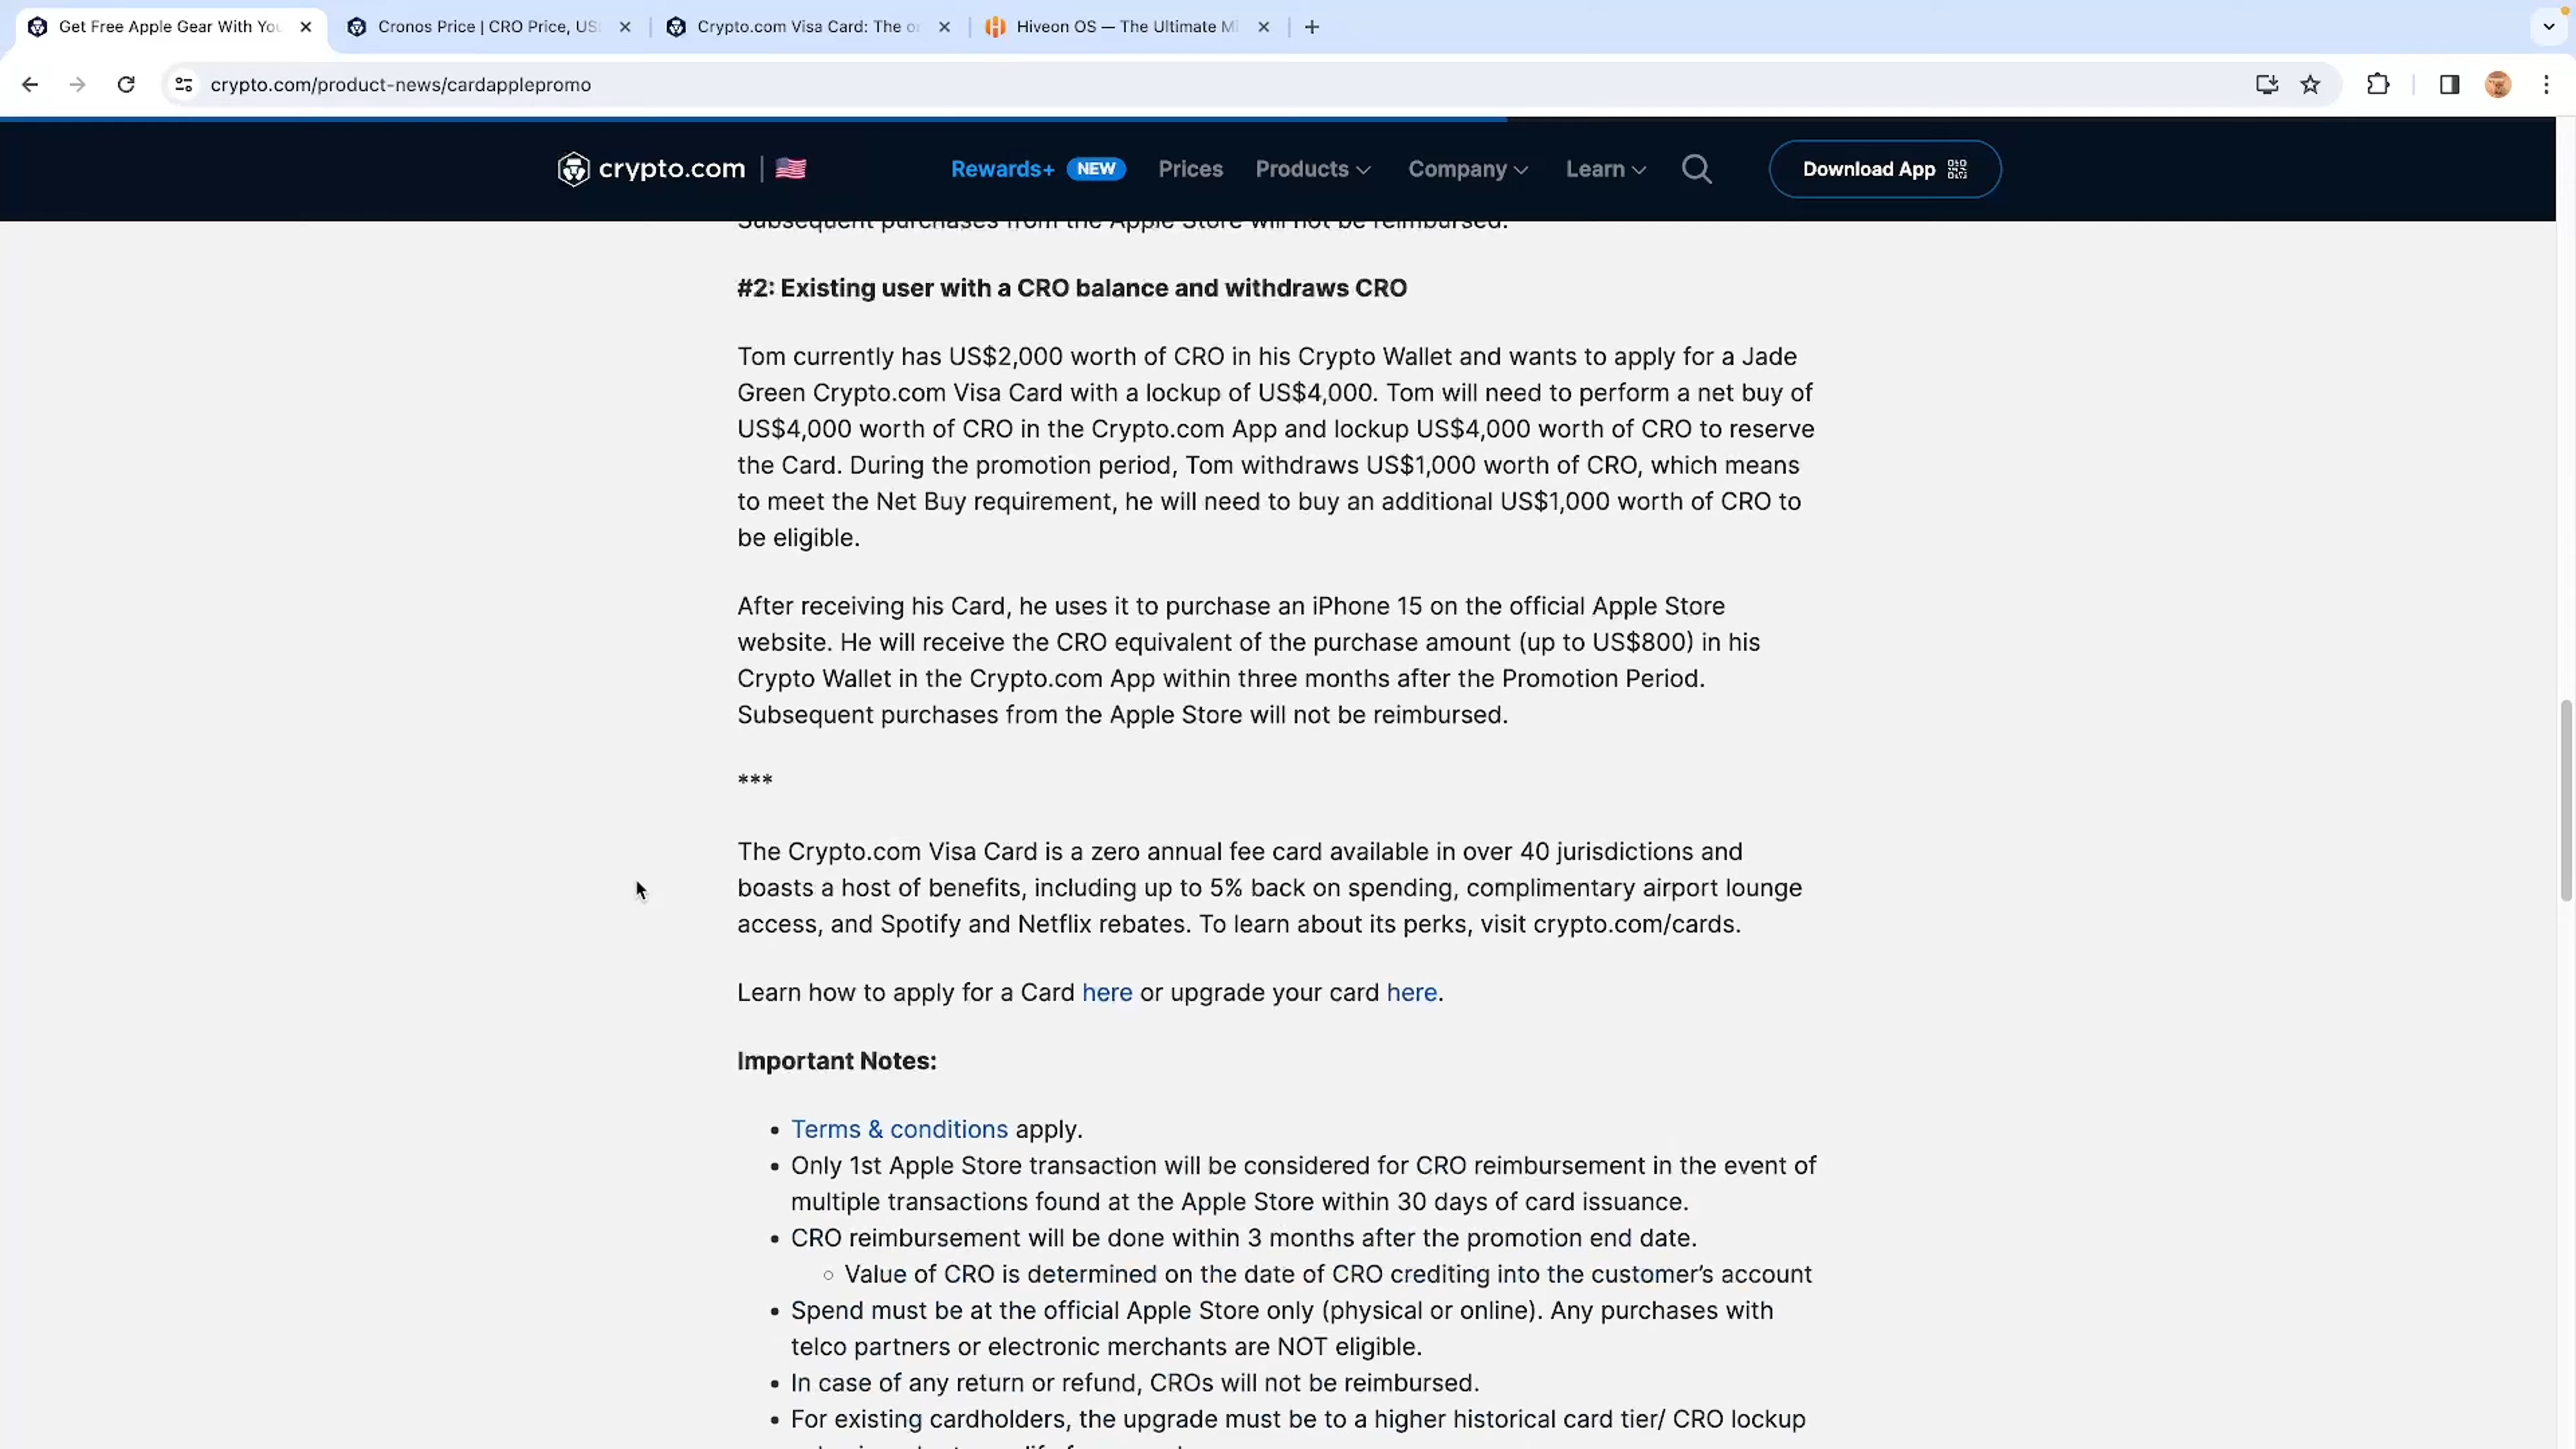 Get Free Apple Gear With You
Cronos Price | CRO Price, US
Crypto.com Visa Card: The o
Hiveon OS — The Ultimate Mi
crypto.com/product-news/cardapplepromo
crypto.com
Rewards+ NEW Prices Products Company Learn
Download App
Subsequent purchases from the Apple Store will not be reimbursed.
#2: Existing user with a CRO balance and withdraws CRO
Tom currently has US$2,000 worth of CRO in his Crypto Wallet and wants to apply for a Jade
Green Crypto.com Visa Card with a lockup of US$4,000. Tom will need to perform a net buy of
US$4,000 worth of CRO in the Crypto.com App and lockup US$4,000 worth of CRO to reserve
the Card. During the promotion period, Tom withdraws US$1,000 worth of CRO, which means
to meet the Net Buy requirement, he will need to buy an additional US$1,000 worth of CRO to
be eligible.
After receiving his Card, he uses it to purchase an iPhone 15 on the official Apple Store
website. He will receive the CRO equivalent of the purchase amount (up to US$800) in his
Crypto Wallet in the Crypto.com App within three months after the Promotion Period.
Subsequent purchases from the Apple Store will not be reimbursed.
***
The Crypto.com Visa Card is a zero annual fee card available in over 40 jurisdictions and
boasts a host of benefits, including up to 5% back on spending, complimentary airport lounge
access, and Spotify and Netflix rebates. To learn about its perks, visit crypto.com/cards.
Learn how to apply for a Card here or upgrade your card here.
Important Notes:
• Terms & conditions apply.
• Only 1st Apple Store transaction will be considered for CRO reimbursement in the event of
multiple transactions found at the Apple Store within 30 days of card issuance.
• CRO reimbursement will be done within 3 months after the promotion end date.
◦ Value of CRO is determined on the date of CRO crediting into the customer’s account
• Spend must be at the official Apple Store only (physical or online). Any purchases with
telco partners or electronic merchants are NOT eligible.
• In case of any return or refund, CROs will not be reimbursed.
• For existing cardholders, the upgrade must be to a higher historical card tier/ CRO lockup